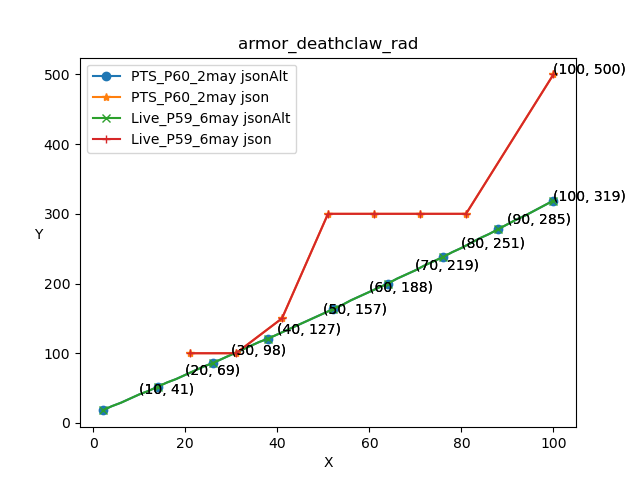 armor_deathclaw_rad
PTS_P60_2may jsonAlt
PTS_P60_2may json
Live_P59_6may jsonAlt
Live_P59_6may json
500
400
300
200
100
0
Y
(100, 500)
(100, 319)
(90, 285)
(80, 251)
(70, 219)
(60, 188)
(50, 157)
(40, 127)
(30, 98)
(20, 69)
(10, 41)
0 20 40 60 80 100
X